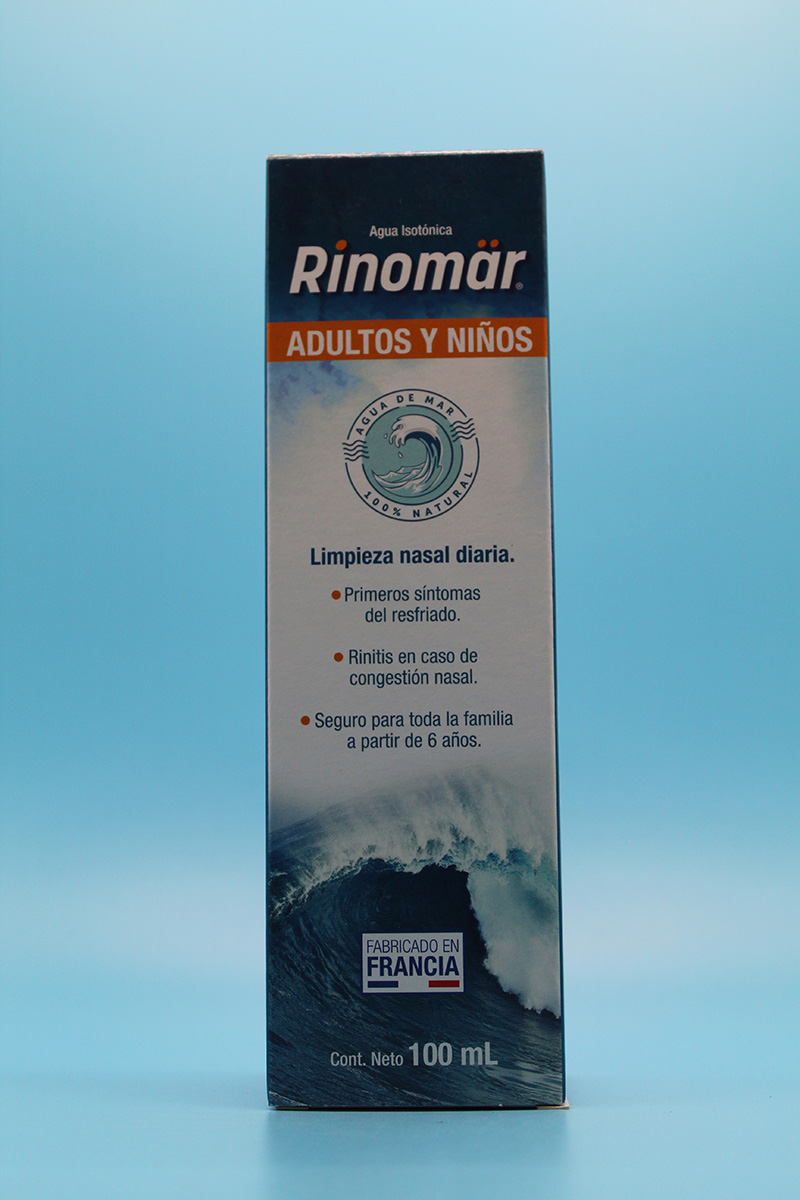 Agua Isotónica
Rinomär®
ADULTOS Y NIÑOS
AGUA DE MAR
100% NATURAL
Limpieza nasal diaria.
• Primeros síntomas
del resfriado.
• Rinitis en caso de
congestión nasal.
• Seguro para toda la familia
a partir de 6 años.
FABRICADO EN
FRANCIA
Cont. Neto 100 mL